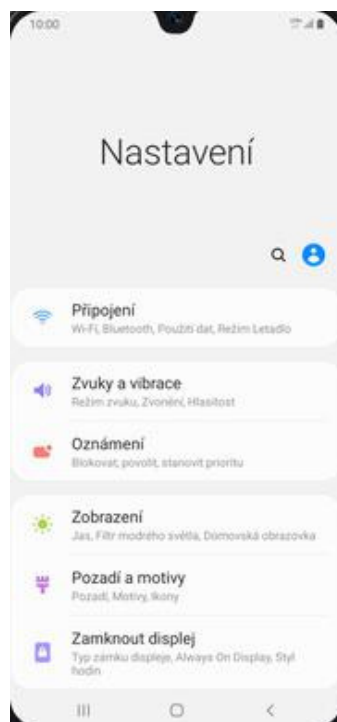 10:00
Nastavení
Připojení
Wi-Fi, Bluetooth, Použití dat, Režim Letadlo
Zvuky a vibrace
Režim zvuku, Zvonění, Hlasitost
Oznámení
Blokovat, povolit, stanovit prioritu
Zobrazení
Jas, Filtr modrého světla, Domovská obrazovka
Pozadí a motivy
Pozadí, Motivy, Ikony
Zamknout displej
Typ zámku displeje, Always On Display, Styl
hodin